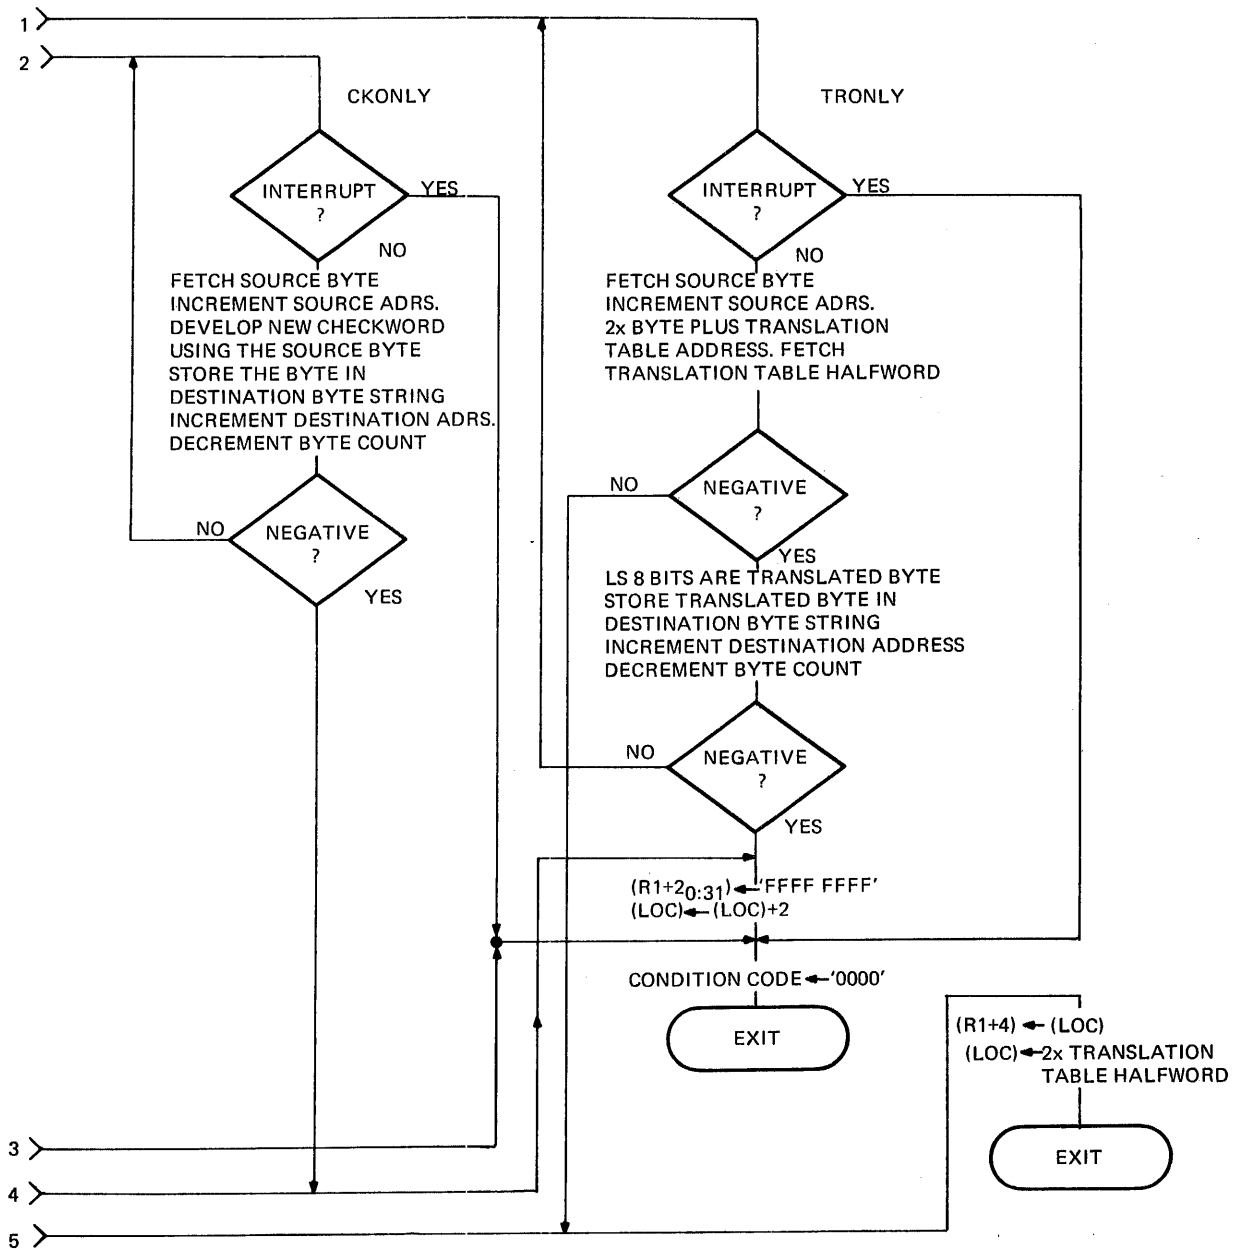 1
2
CKONLY
TRONLY
INTERRUPT
?
YES
NO
FETCH SOURCE BYTE
INCREMENT SOURCE ADRS.
DEVELOP NEW CHECKWORD
USING THE SOURCE BYTE
STORE THE BYTE IN
DESTINATION BYTE STRING
INCREMENT DESTINATION ADRS.
DECREMENT BYTE COUNT
NEGATIVE
?
NO
YES
INTERRUPT
?
YES
NO
FETCH SOURCE BYTE
INCREMENT SOURCE ADRS.
2x BYTE PLUS TRANSLATION
TABLE ADDRESS. FETCH
TRANSLATION TABLE HALFWORD
NEGATIVE
?
NO
YES
LS 8 BITS ARE TRANSLATED BYTE
STORE TRANSLATED BYTE IN
DESTINATION BYTE STRING
INCREMENT DESTINATION ADDRESS
DECREMENT BYTE COUNT
NEGATIVE
?
NO
YES
(R1+2₀:₃₁)←'FFFF FFFF'
(LOC)←(LOC)+2
CONDITION CODE←'0000'
EXIT
(R1+4)←(LOC)
(LOC)←2x TRANSLATION
TABLE HALFWORD
EXIT
3
4
5